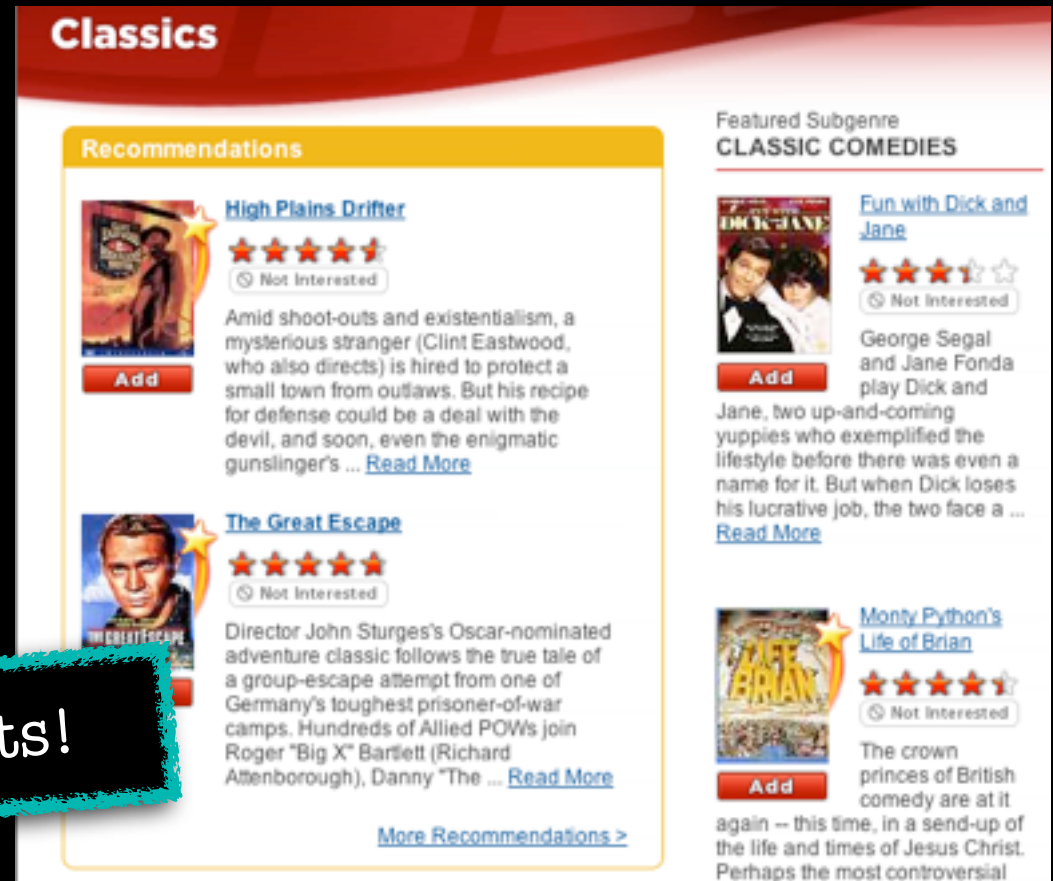 Classics
Recommendations
High Plains Drifter
Not Interested
Amid shoot-outs and existentialism, a
mysterious stranger (Clint Eastwood,
who also directs) is hired to protect a
small town from outlaws. But his recipe
for defense could be a deal with the
devil, and soon, even the enigmatic
gunslinger's ... Read More
Add
THE GREAT ESCAPE
The Great Escape
Not Interested
Director John Sturges's Oscar-nominated
adventure classic follows the true tale of
a group-escape attempt from one of
Germany's toughest prisoner-of-war
camps. Hundreds of Allied POWs join
Roger "Big X" Bartlett (Richard
Attenborough), Danny "The ... Read More
ts!
More Recommendations >
Featured Subgenre
CLASSIC COMEDIES
DICK AND JANE
Fun with Dick and
Jane
Not Interested
George Segal
and Jane Fonda
play Dick and
Add
Jane, two up-and-coming
yuppies who exemplified the
lifestyle before there was even a
name for it. But when Dick loses
his lucrative job, the two face a ...
Read More
LIFE
BRIAN
Monty Python's
Life of Brian
Not Interested
The crown
princes of British
comedy are at it
Add
again -- this time, in a send-up of
the life and times of Jesus Christ.
Perhaps the most controversial